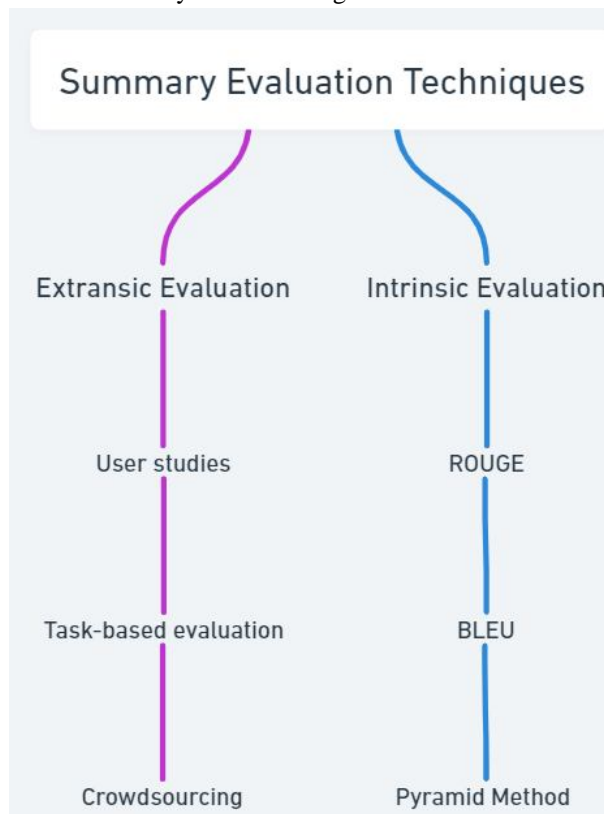 Summary Evaluation Techniques
Extransic Evaluation
Intrinsic Evaluation
User studies
ROUGE
Task-based evaluation
BLEU
Crowdsourcing
Pyramid Method